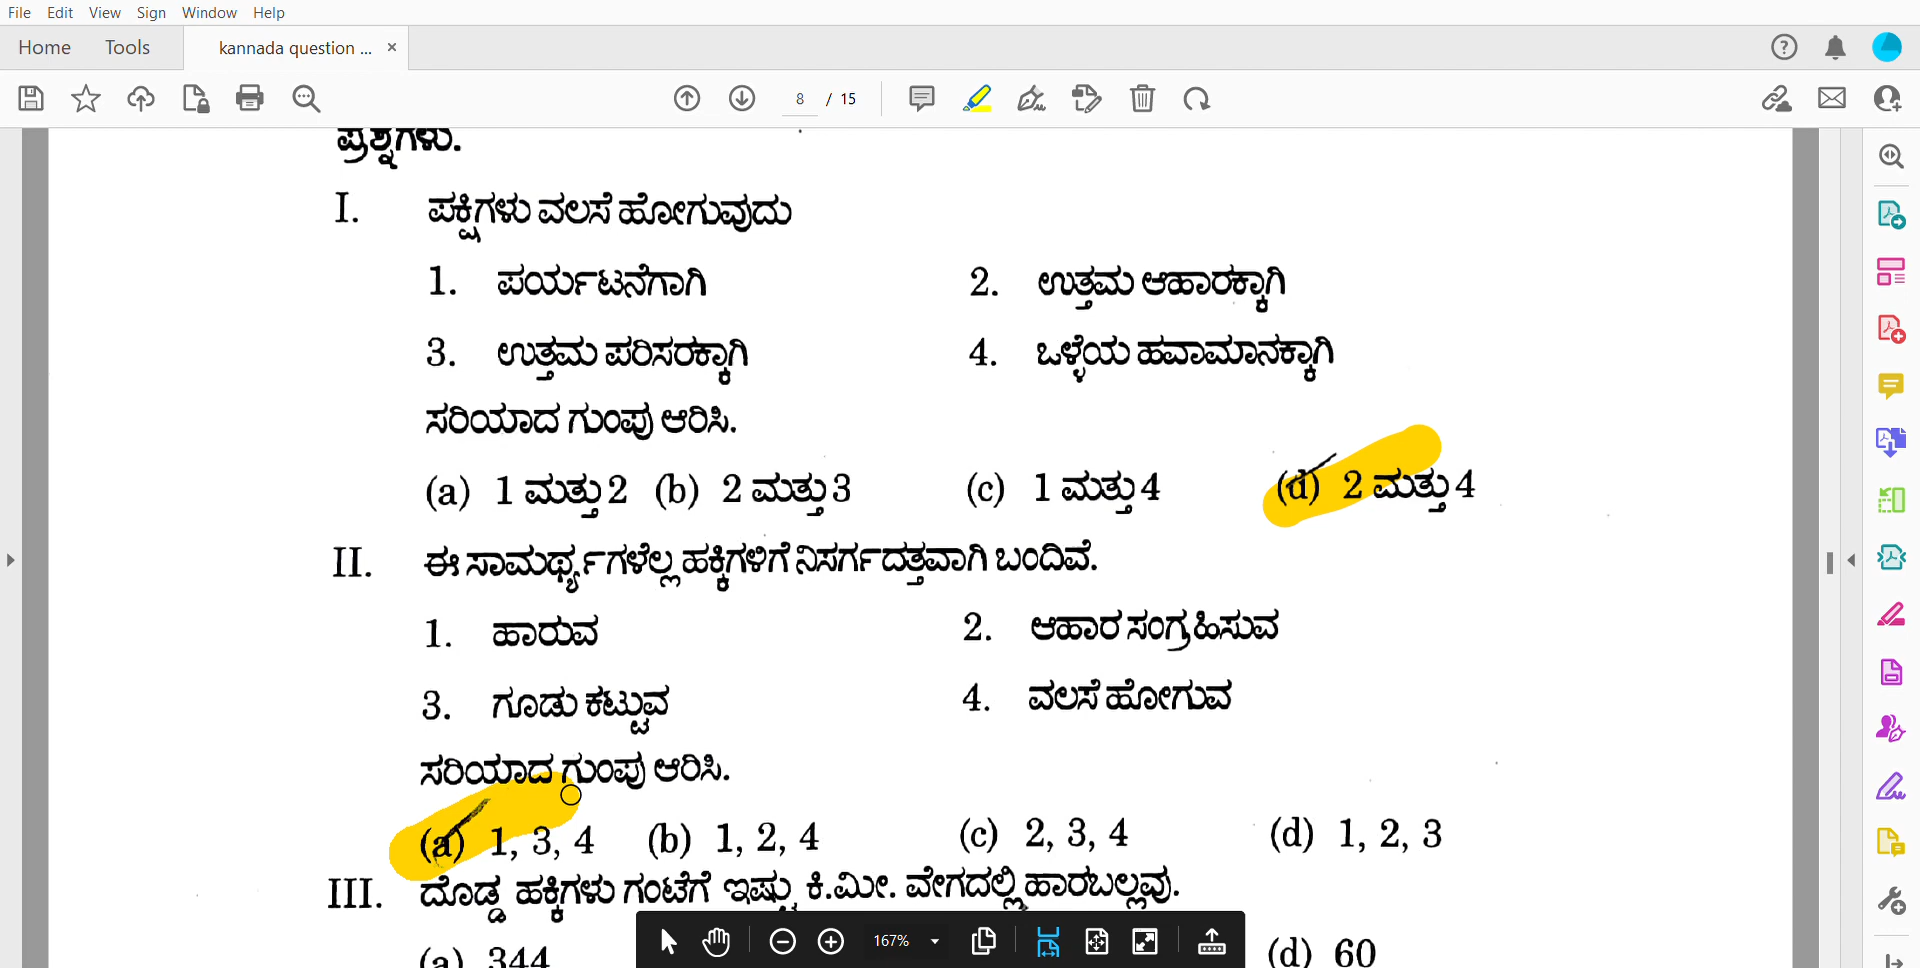 File Edit View Sign Window Help
Home Tools kannada question ... ×
8 / 15
ಪ್ರಶ್ನೆಗಳು.
I. ಪಕ್ಷಿಗಳು ವಲಸೆ ಹೋಗುವುದು
1. ಪರ್ಯಟನೆಗಾಗಿ 2. ಉತ್ತಮ ಆಹಾರಕ್ಕಾಗಿ
3. ಉತ್ತಮ ಪರಿಸರಕ್ಕಾಗಿ 4. ಒಳ್ಳೆಯ ಹವಾಮಾನಕ್ಕಾಗಿ
ಸರಿಯಾದ ಗುಂಪು ಆರಿಸಿ.
(a) 1 ಮತ್ತು 2 (b) 2 ಮತ್ತು 3 (c) 1 ಮತ್ತು 4 (d) 2 ಮತ್ತು 4
II. ಈ ಸಾಮರ್ಥ್ಯಗಳೆಲ್ಲ ಹಕ್ಕಿಗಳಿಗೆ ನಿಸರ್ಗದತ್ತವಾಗಿ ಬಂದಿವೆ.
1. ಹಾರುವ 2. ಆಹಾರ ಸಂಗ್ರಹಿಸುವ
3. ಗೂಡು ಕಟ್ಟುವ 4. ವಲಸೆ ಹೋಗುವ
ಸರಿಯಾದ ಗುಂಪು ಆರಿಸಿ.
(a) 1, 3, 4 (b) 1, 2, 4 (c) 2, 3, 4 (d) 1, 2, 3
III. ದೊಡ್ಡ ಹಕ್ಕಿಗಳು ಗಂಟೆಗೆ ಇಷ್ಟು ಕಿ.ಮೀ. ವೇಗದಲ್ಲಿ ಹಾರಬಲ್ಲವು.
(a) 344 (d) 60
167%